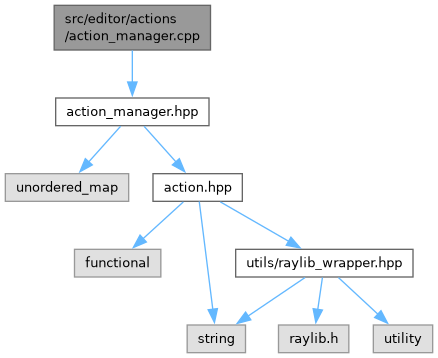 src/editor/actions
/action_manager.cpp
action_manager.hpp
unordered_map
action.hpp
functional
utils/raylib_wrapper.hpp
string
raylib.h
utility